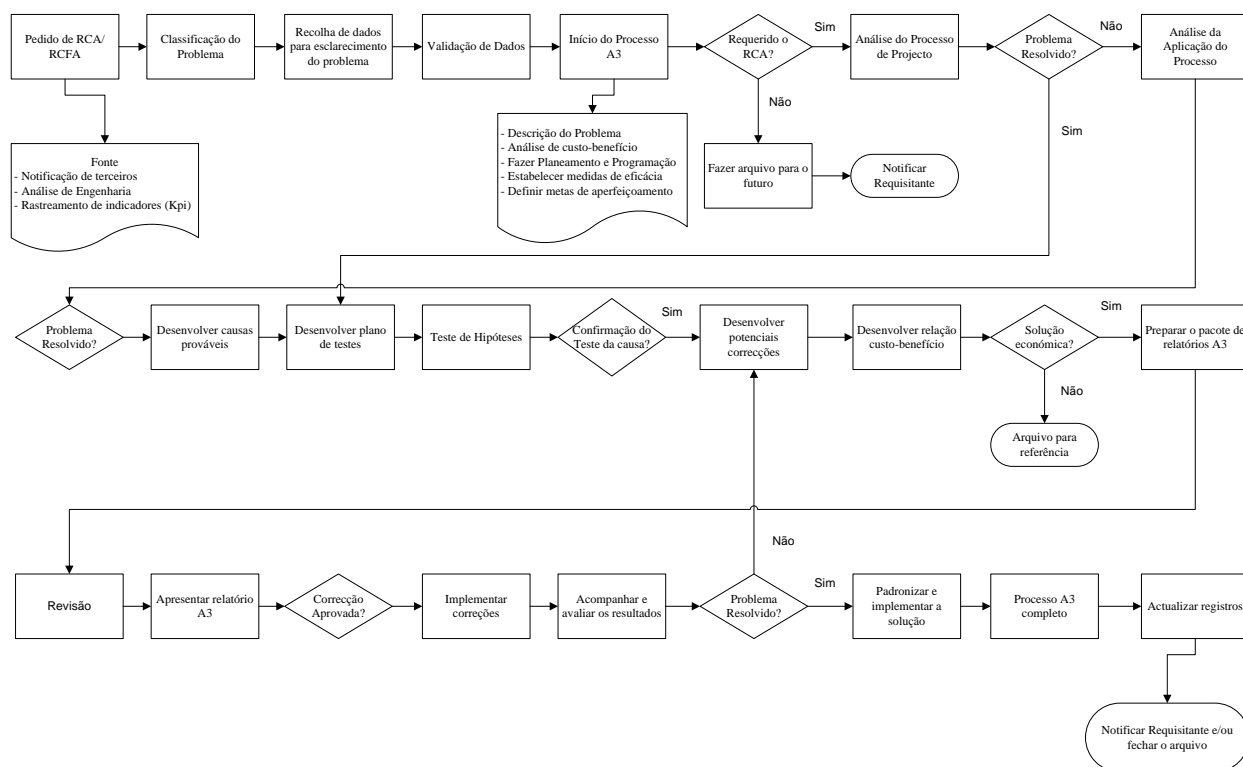 Pedido de RCA/
RCFA
Classificação do
Problema
Recolha de dados
para esclarecimento
do problema
Validação de Dados
Início do Processo
A3
Requerido o
RCA?
Sim
Análise do Processo
de Projecto
Problema
Resolvido?
Não
Análise da
Aplicação do
Processo
Não
Sim
Fonte
- Notificação de terceiros
- Análise de Engenharia
- Rastreamento de indicadores (Kpi)
- Descrição do Problema
- Análise de custo-benefício
- Fazer Planeamento e Programação
- Estabelecer medidas de eficácia
- Definir metas de aperfeiçoamento
Fazer arquivo para o
futuro
Notificar
Requisitante
Problema
Resolvido?
Desenvolver causas
prováveis
Desenvolver plano
de testes
Teste de Hipóteses
Confirmação do
Teste da causa?
Sim
Desenvolver
potenciais
correcções
Desenvolver relação
custo-benefício
Solução
económica?
Sim
Preparar o pacote de
relatórios A3
Não
Arquivo para
referência
Não
Revisão
Apresentar relatório
A3
Correcção
Aprovada?
Implementar
correções
Acompanhar e
avaliar os resultados
Problema
Resolvido?
Sim
Padronizar e
implementar a
solução
Processo A3
completo
Actualizar registros
Notificar Requisitante e/ou
fechar o arquivo